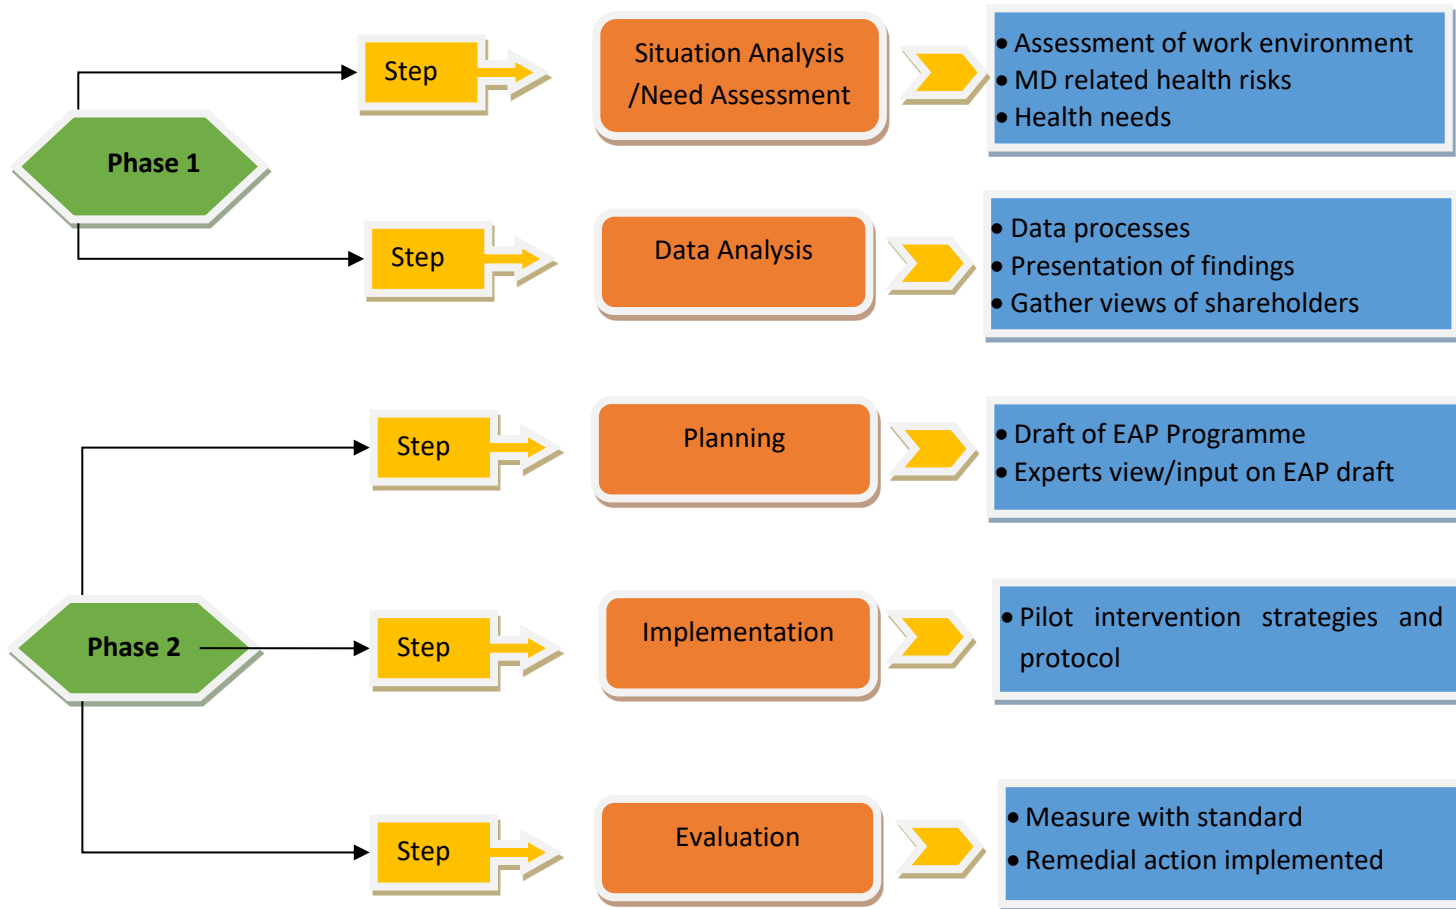 Step
Situation Analysis
/Need Assessment
• Assessment of work environment
• MD related health risks
• Health needs
Phase 1
Step
Data Analysis
• Data processes
• Presentation of findings
• Gather views of shareholders
Step
Planning
• Draft of EAP Programme
• Experts view/input on EAP draft
Phase 2
Step
Implementation
• Pilot intervention strategies and
protocol
Step
Evaluation
• Measure with standard
• Remedial action implemented